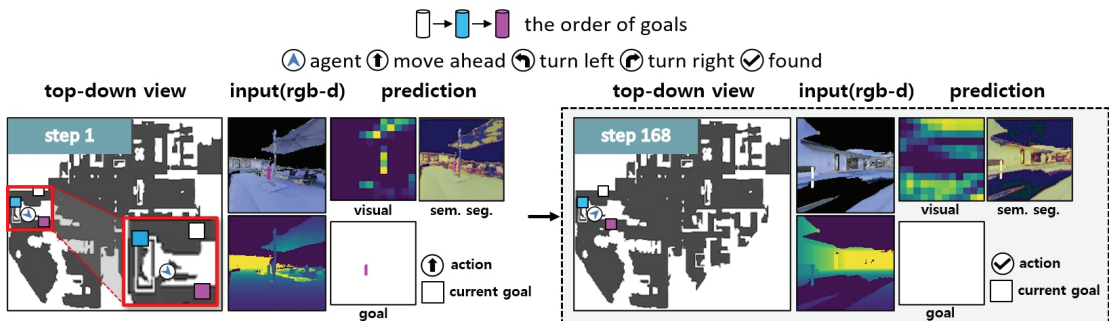 the order of goals
agent move ahead turn left turn right found
top-down view input(rgb-d) prediction
step 1
visual sem. seg.
action
current goal
goal
top-down view input(rgb-d) prediction
step 168
visual sem. seg.
action
current goal
goal